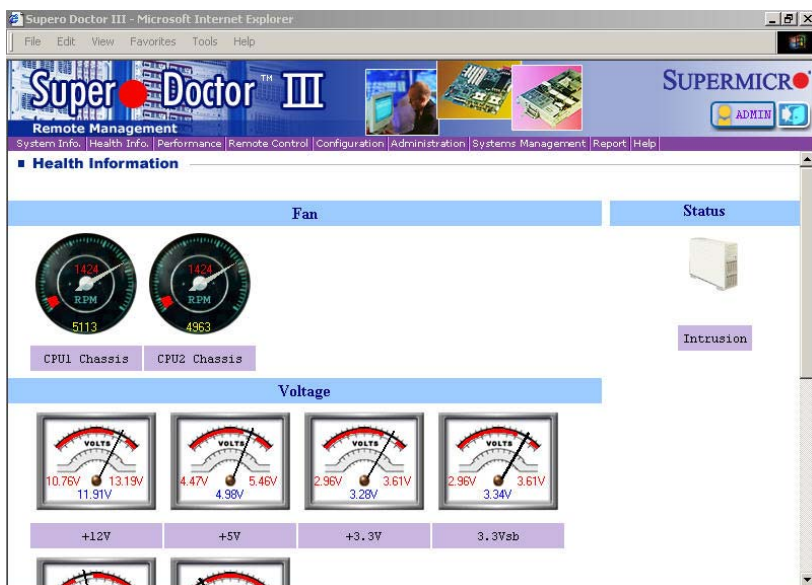 Supero Doctor III - Microsoft Internet Explorer
File Edit View Favorites Tools Help
Super Doctor TM III
SUPERMICR
ADMIN
Remote Management
System Info. Health Info. Performance Remote Control Configuration Administration Systems Management Report Help
Health Information
Fan
Status
1424
RPM
5113
1424
RPM
4963
CPU1 Chassis
CPU2 Chassis
Intrusion
Voltage
VOLTS
10.76V 13.19V
11.91V
VOLTS
4.47V 5.46V
4.98V
VOLTS
2.96V 3.61V
3.28V
VOLTS
2.96V 3.61V
3.34V
+12V
+5V
+3.3V
3.3Vsb